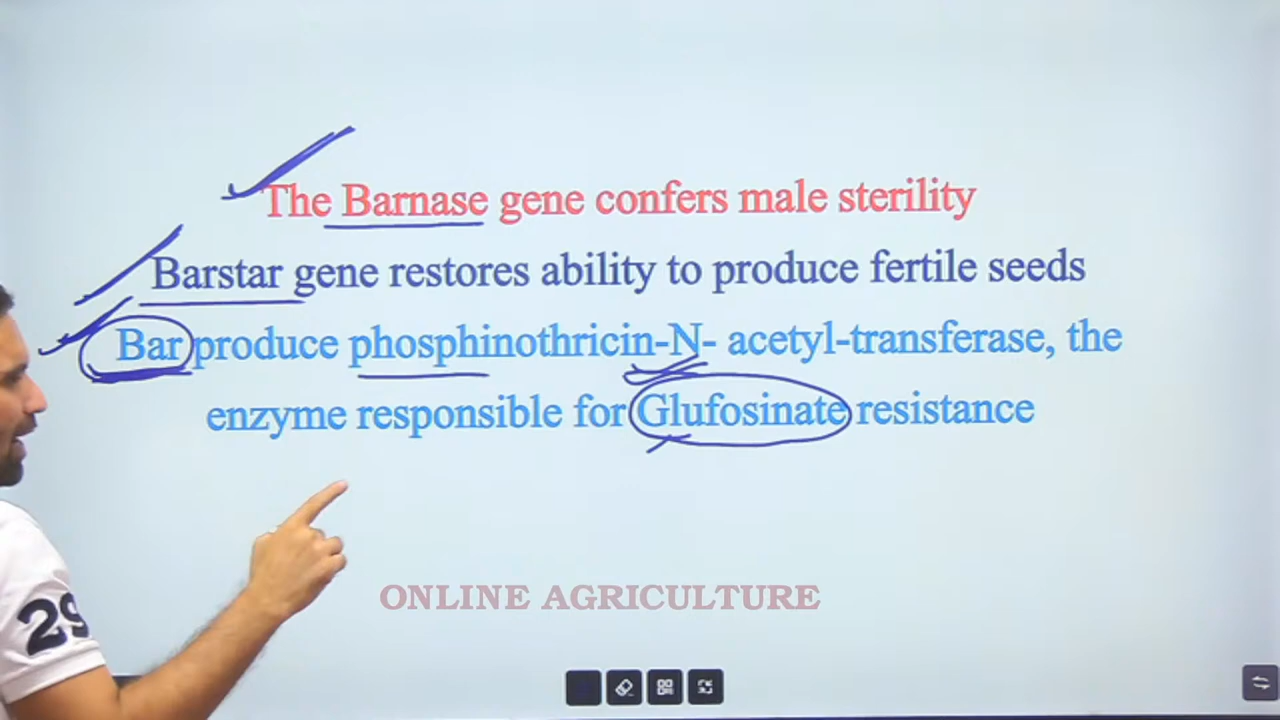 The Barnase gene confers male sterility
Barstar gene restores ability to produce fertile seeds
Bar produce phosphinothricin-N- acetyl-transferase, the
enzyme responsible for Glufosinate resistance
29
ONLINE AGRICULTURE